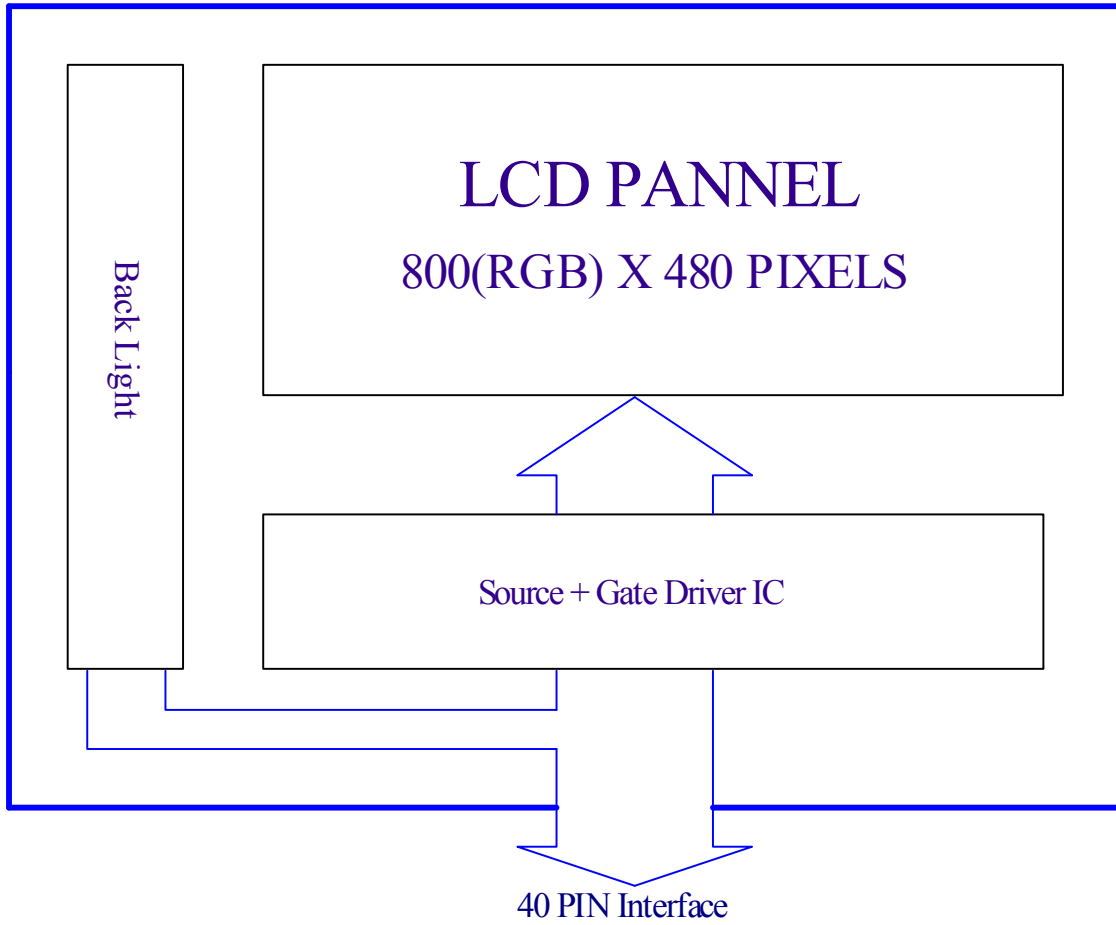 LCD PANNEL
800(RGB) X 480 PIXELS
Back Light
Source + Gate Driver IC
40 PIN Interface